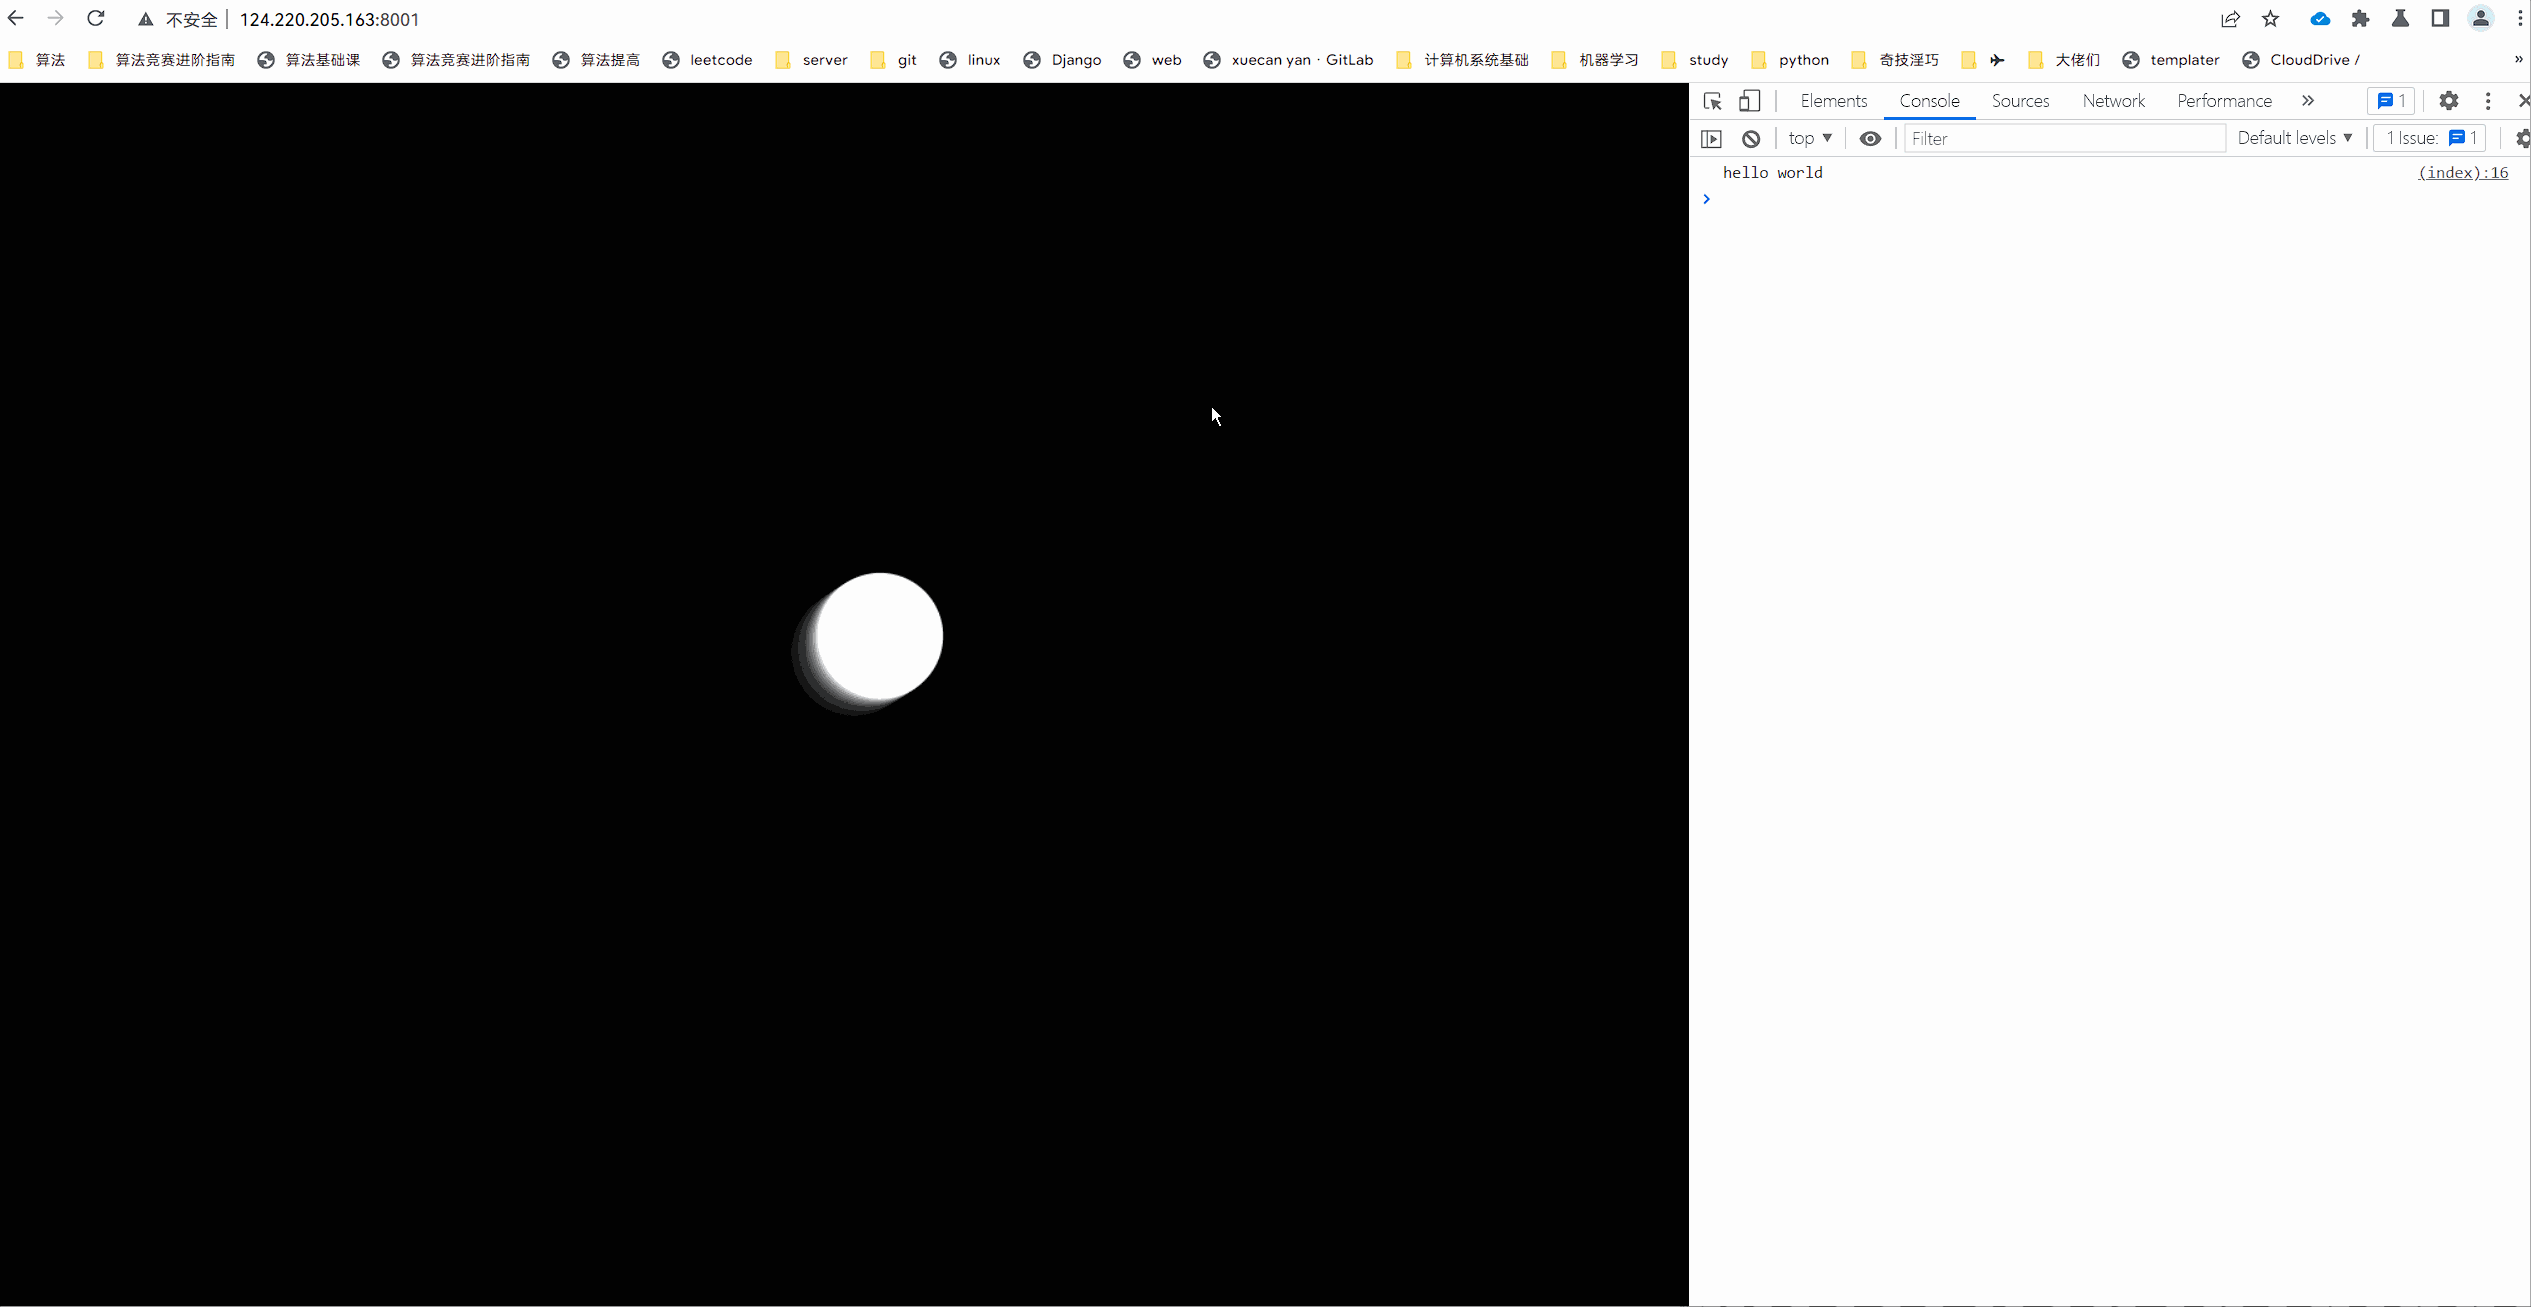 不安全 124.220.205.163:8001
算法 算法竞赛进阶指南 算法基础课 算法竞赛进阶指南 算法提高 leetcode server git linux Django web xuecan yan · GitLab 计算机系统基础 机器学习 study python 奇技淫巧 大佬们 templater CloudDrive / »
Elements Console Sources Network Performance » 1
top Filter Default levels 1 Issue: 1
hello world (index):16